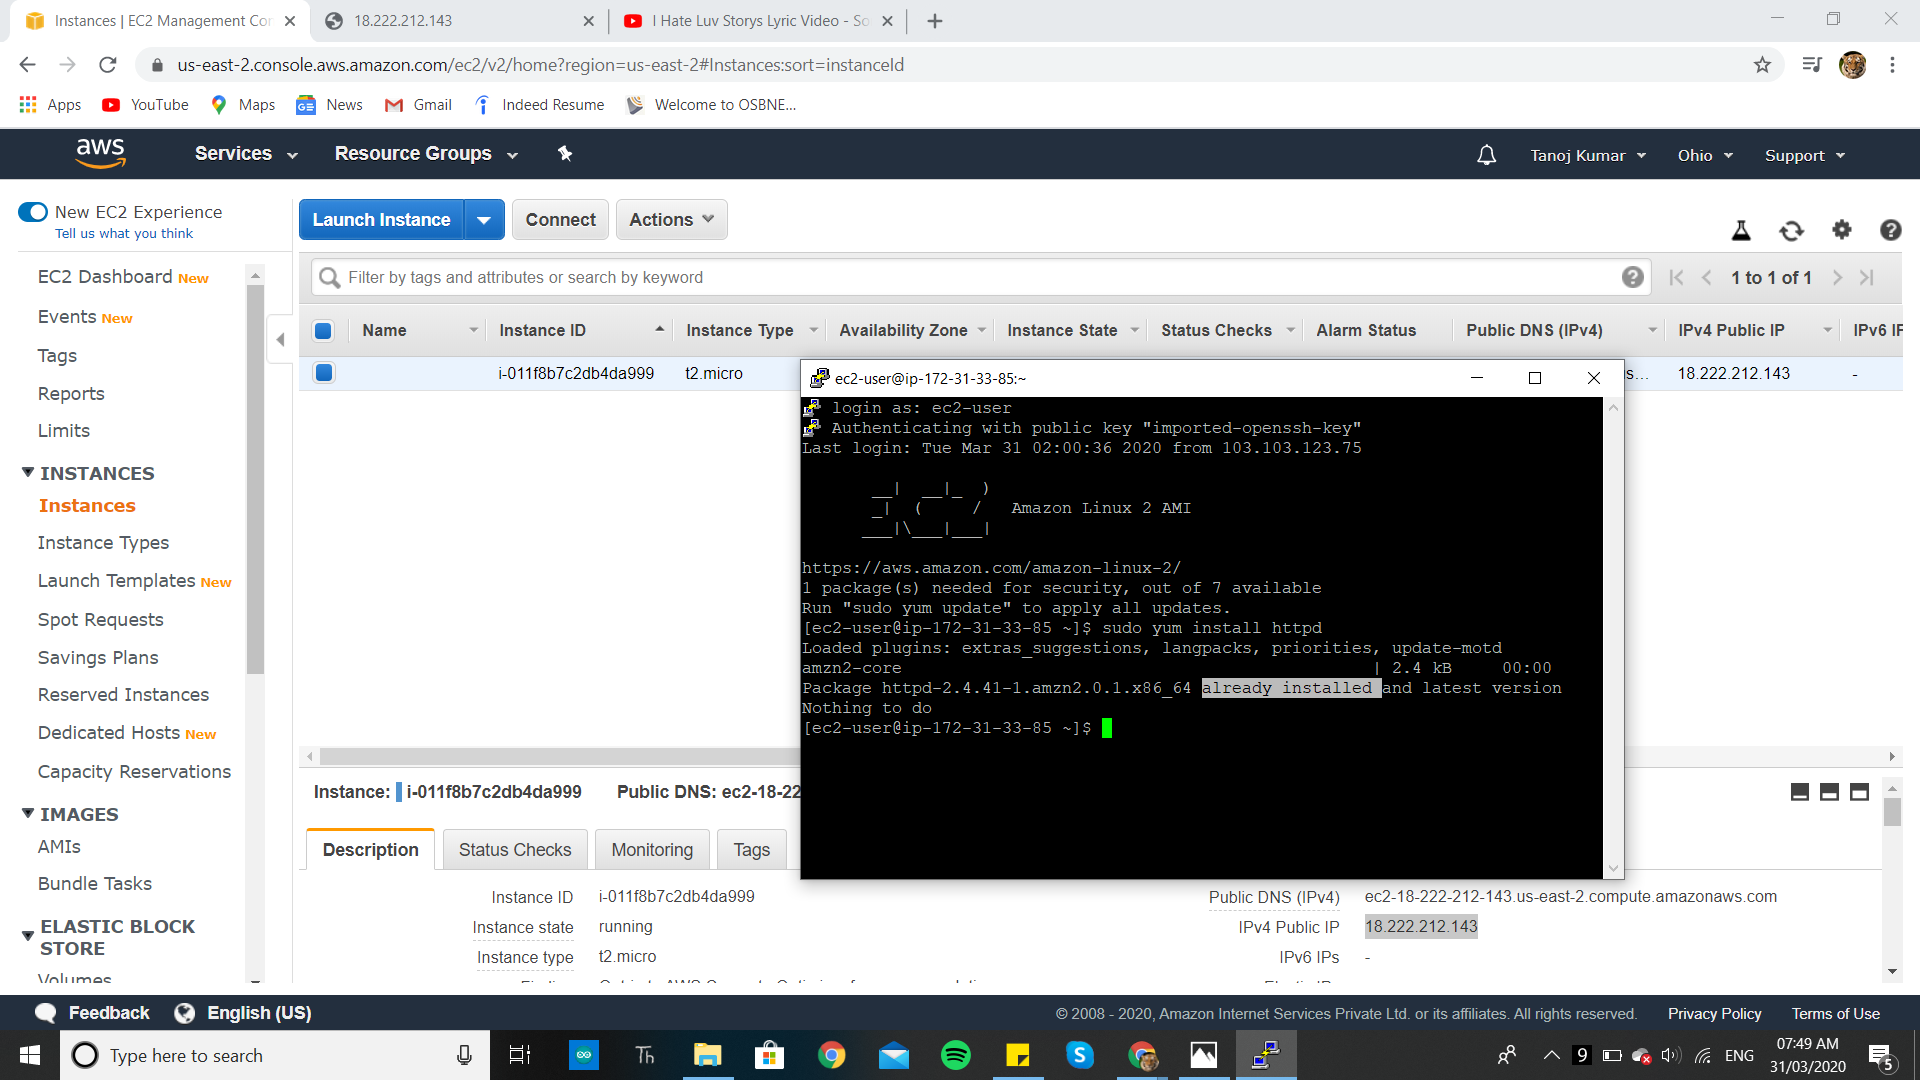 Instances | EC2 Management Con
18.222.212.143
I Hate Luv Storys Lyric Video - So
us-east-2.console.aws.amazon.com/ec2/v2/home?region=us-east-2#Instances:sort=instanceId
Apps YouTube Maps News Gmail Indeed Resume Welcome to OSBNE...
aws Services Resource Groups Tanoj Kumar Ohio Support
New EC2 Experience
Tell us what you think
EC2 Dashboard New
Events New
Tags
Reports
Limits
INSTANCES
Instances
Instance Types
Launch Templates New
Spot Requests
Savings Plans
Reserved Instances
Dedicated Hosts New
Capacity Reservations
IMAGES
AMIs
Bundle Tasks
ELASTIC BLOCK
STORE
Volumes
Launch Instance Connect Actions
Filter by tags and attributes or search by keyword
1 to 1 of 1
Name Instance ID Instance Type Availability Zone Instance State Status Checks Alarm Status Public DNS (IPv4) IPv4 Public IP IPv6 IP
i-011f8b7c2db4da999 t2.micro s... 18.222.212.143 -
ec2-user@ip-172-31-33-85:~
login as: ec2-user
Authenticating with public key "imported-openssh-key"
Last login: Tue Mar 31 02:00:36 2020 from 103.103.123.75
__| __|_ )
_| ( / Amazon Linux 2 AMI
___|\___|___|
https://aws.amazon.com/amazon-linux-2/
1 package(s) needed for security, out of 7 available
Run "sudo yum update" to apply all updates.
[ec2-user@ip-172-31-33-85 ~]$ sudo yum install httpd
Loaded plugins: extras_suggestions, langpacks, priorities, update-motd
amzn2-core | 2.4 kB 00:00
Package httpd-2.4.41-1.amzn2.0.1.x86_64 already installed and latest version
Nothing to do
[ec2-user@ip-172-31-33-85 ~]$
Instance: i-011f8b7c2db4da999 Public DNS: ec2-18-22
Description Status Checks Monitoring Tags
Instance ID i-011f8b7c2db4da999
Public DNS (IPv4) ec2-18-222-212-143.us-east-2.compute.amazonaws.com
Instance state running
IPv4 Public IP 18.222.212.143
Instance type t2.micro
IPv6 IPs -
Feedback English (US)
© 2008 - 2020, Amazon Internet Services Private Ltd. or its affiliates. All rights reserved. Privacy Policy Terms of Use
Type here to search
Th
9
ENG
07:49 AM
31/03/2020
5